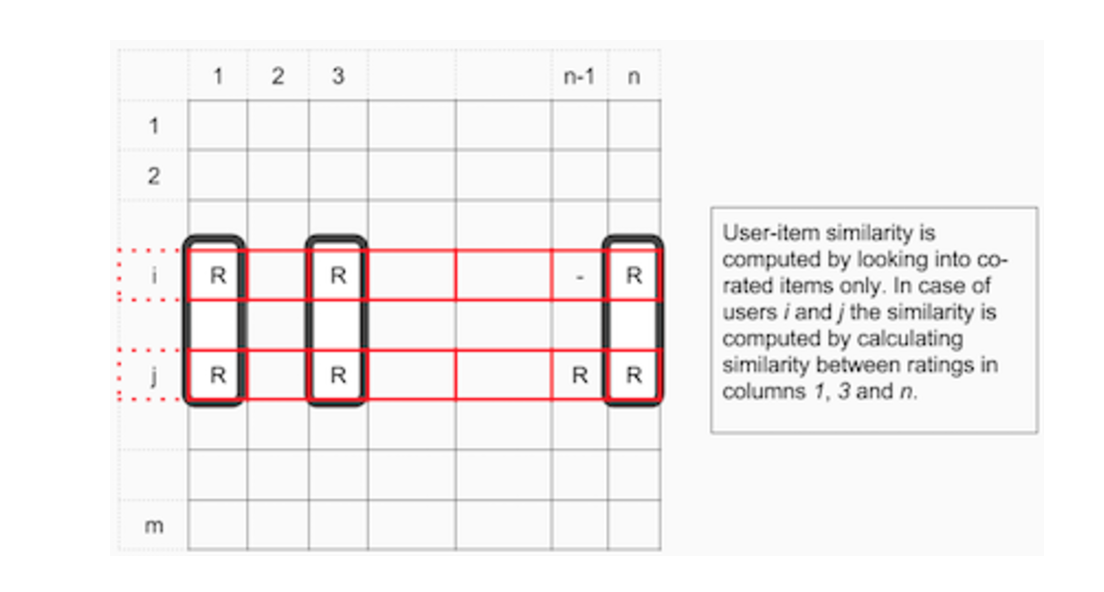 1 2 3 n-1 n
1
2
i R R - R
j R R R R
m
User-item similarity is
computed by looking into co-
rated items only. In case of
users i and j the similarity is
computed by calculating
similarity between ratings in
columns 1, 3 and n.